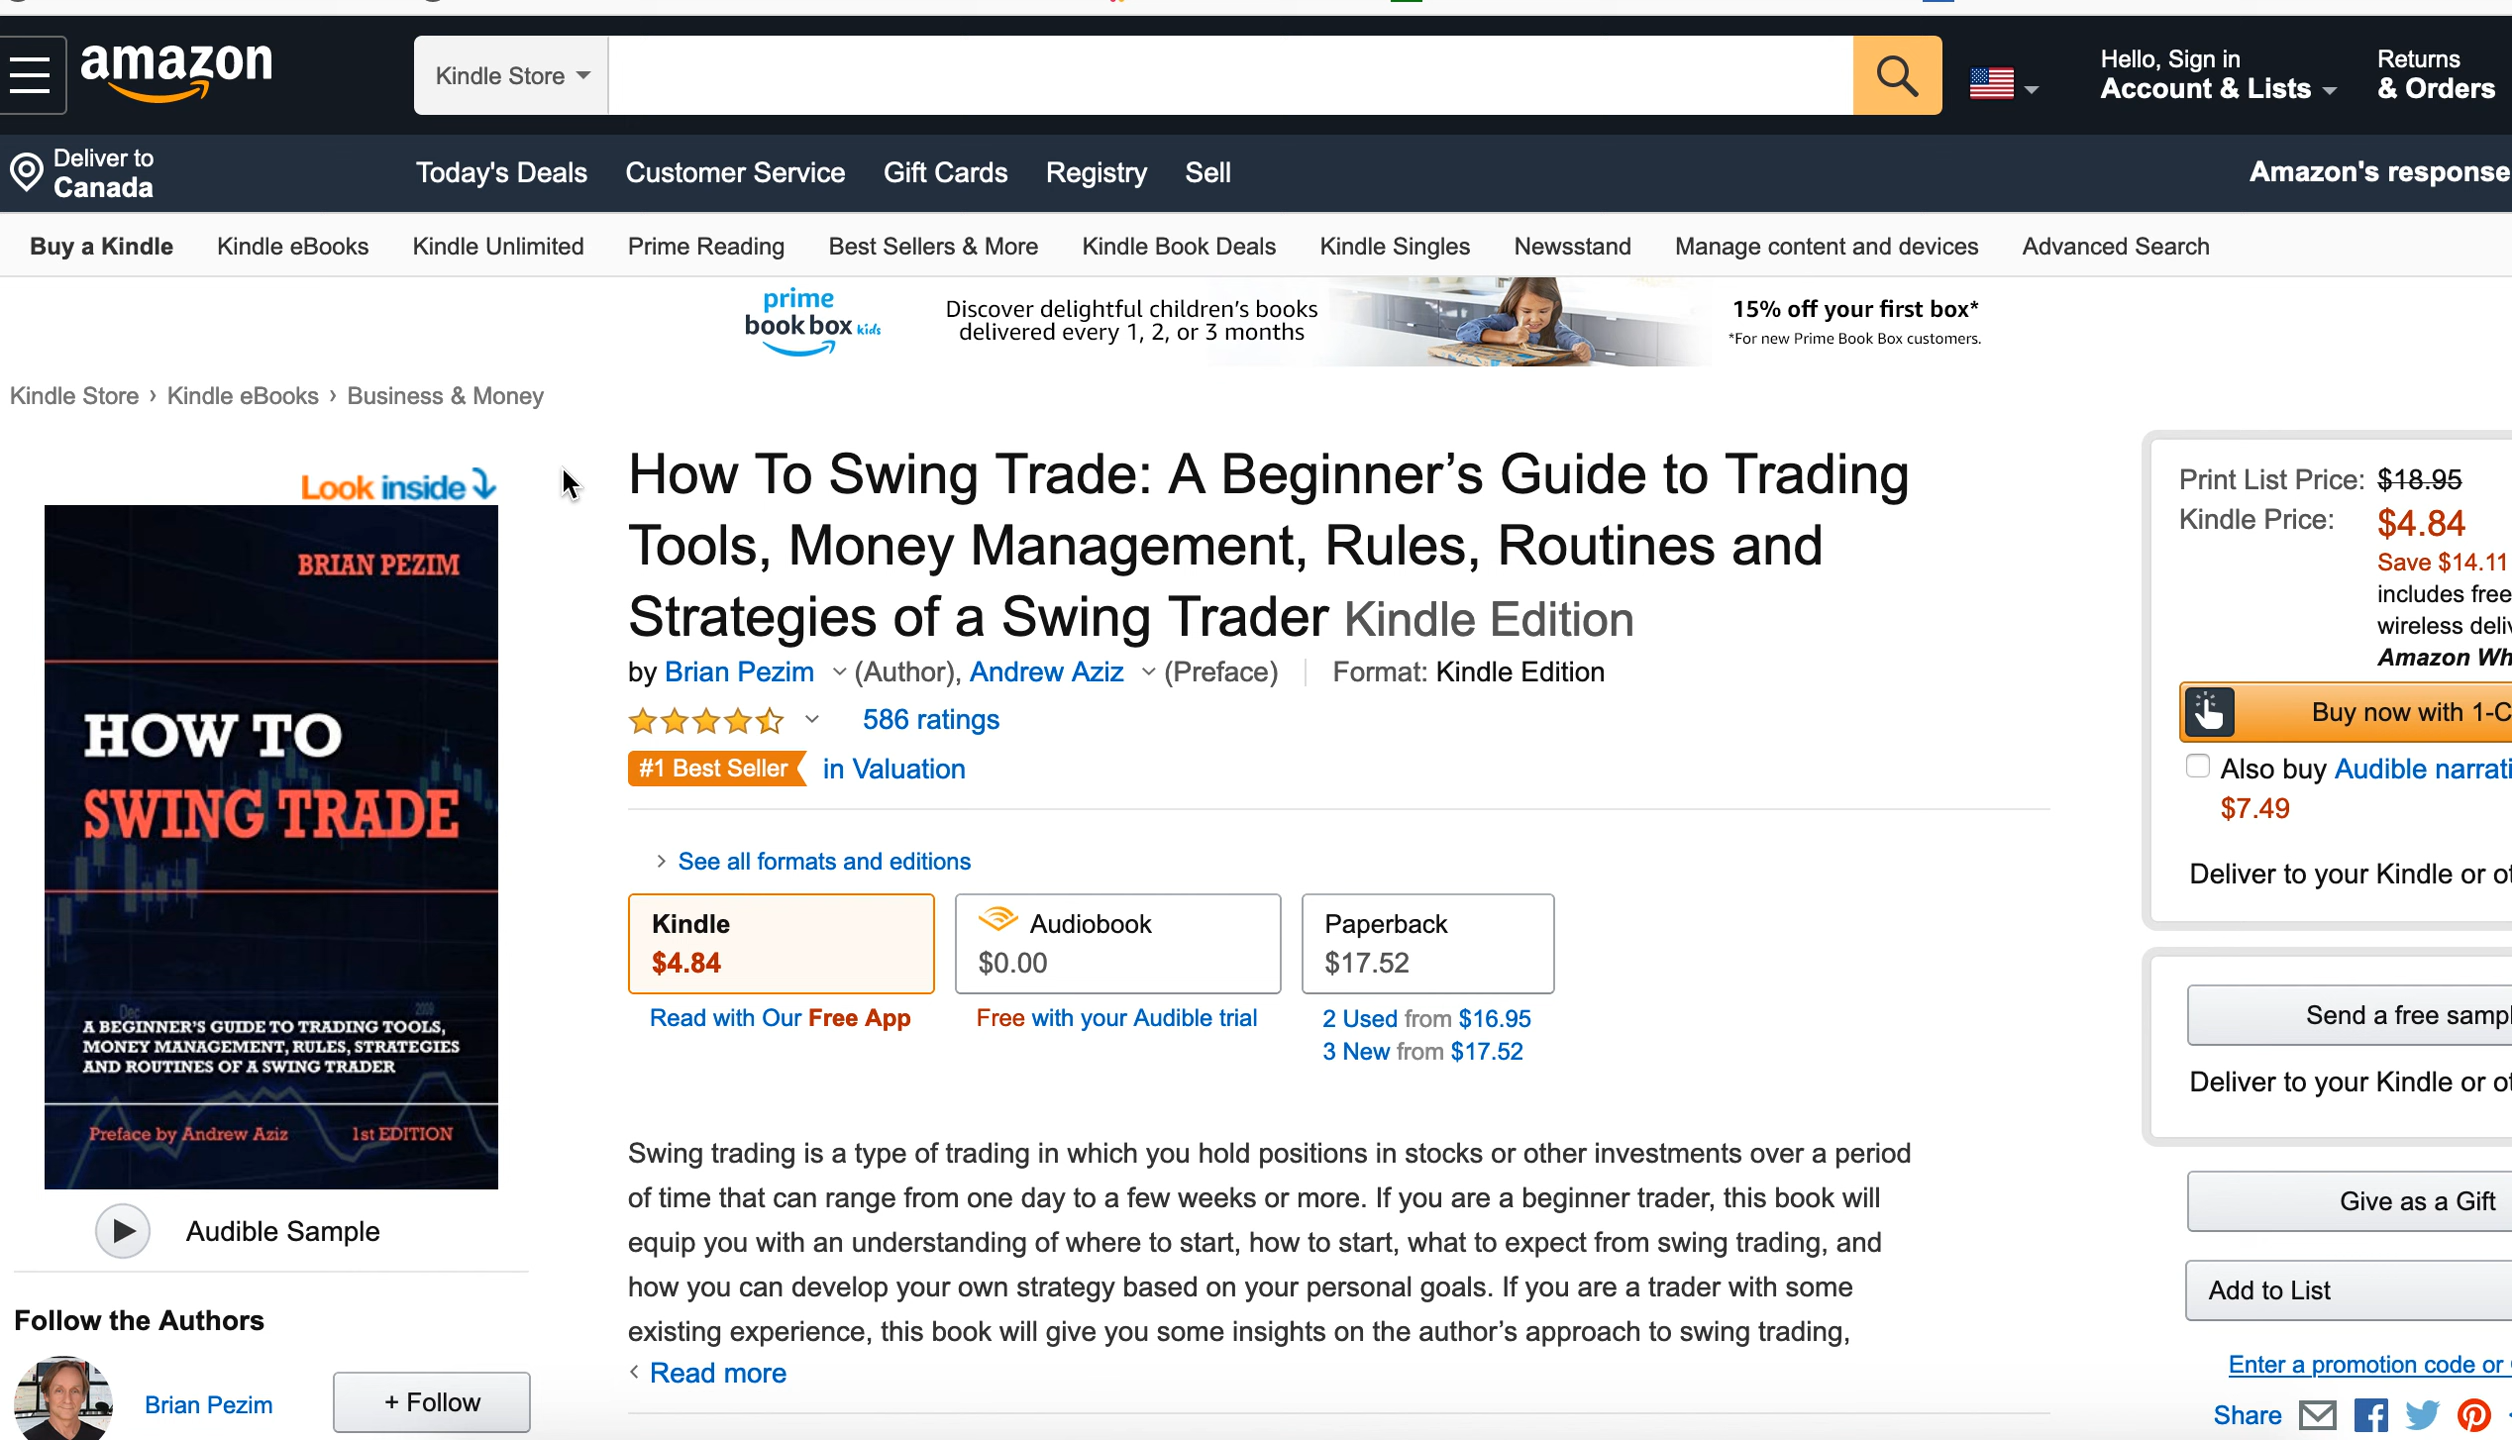 amazon
Kindle Store
Hello, Sign in
Account & Lists
Returns
& Orders
Deliver to
Canada
Today's Deals
Customer Service
Gift Cards
Registry
Sell
Amazon's response
Buy a Kindle
Kindle eBooks
Kindle Unlimited
Prime Reading
Best Sellers & More
Kindle Book Deals
Kindle Singles
Newsstand
Manage content and devices
Advanced Search
prime
book box kids
Discover delightful children's books
delivered every 1, 2, or 3 months
15% off your first box*
*For new Prime Book Box customers.
Kindle Store › Kindle eBooks › Business & Money
Look inside
BRIAN PEZIM
HOW TO
SWING TRADE
Dec
2009
A BEGINNER'S GUIDE TO TRADING TOOLS,
MONEY MANAGEMENT, RULES, STRATEGIES
AND ROUTINES OF A SWING TRADER
Preface by Andrew Aziz
1st EDITION
Audible Sample
Follow the Authors
Brian Pezim
+ Follow
How To Swing Trade: A Beginner’s Guide to Trading
Tools, Money Management, Rules, Routines and
Strategies of a Swing Trader Kindle Edition
by Brian Pezim (Author), Andrew Aziz (Preface) Format: Kindle Edition
586 ratings
#1 Best Seller in Valuation
› See all formats and editions
Kindle
$4.84
Read with Our Free App
Audiobook
$0.00
Free with your Audible trial
Paperback
$17.52
2 Used from $16.95
3 New from $17.52
Swing trading is a type of trading in which you hold positions in stocks or other investments over a period
of time that can range from one day to a few weeks or more. If you are a beginner trader, this book will
equip you with an understanding of where to start, how to start, what to expect from swing trading, and
how you can develop your own strategy based on your personal goals. If you are a trader with some
existing experience, this book will give you some insights on the author’s approach to swing trading,
‹ Read more
Print List Price: $18.95
Kindle Price: $4.84
Save $14.11
includes free
wireless
Amazon
Buy now with
Also buy Audible
$7.49
Deliver to your Kindle or
Send a free
Deliver to your Kindle or
Give as a Gift
Add to List
Enter a promotion code or
Share